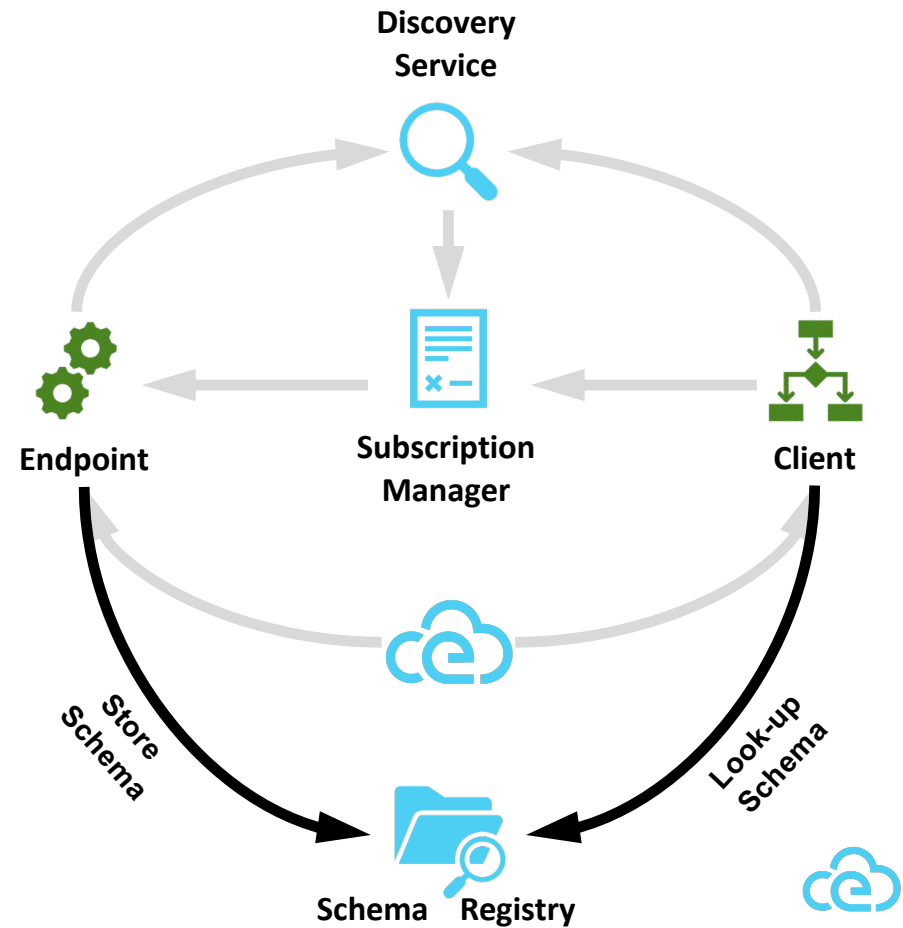 Discovery
Service
Endpoint
Subscription
Manager
Client
Store
Schema
Look-up
Schema
Schema Registry